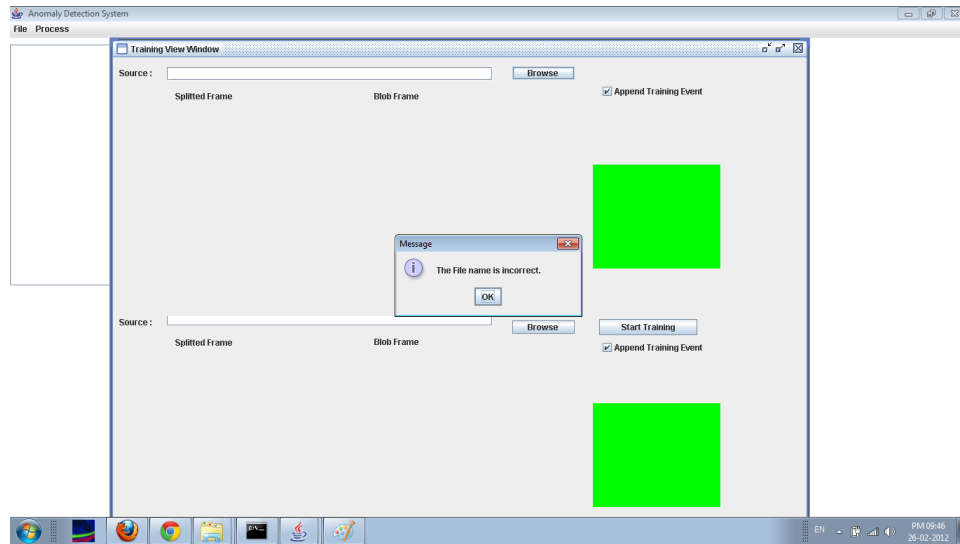 Anomaly Detection System
File Process
Training View Window
Source :
Browse
Splitted Frame
Blob Frame
Append Training Event
Message
The File name is incorrect.
OK
Source :
Browse
Start Training
Splitted Frame
Blob Frame
Append Training Event
EN
PM 09:46
26-02-2012